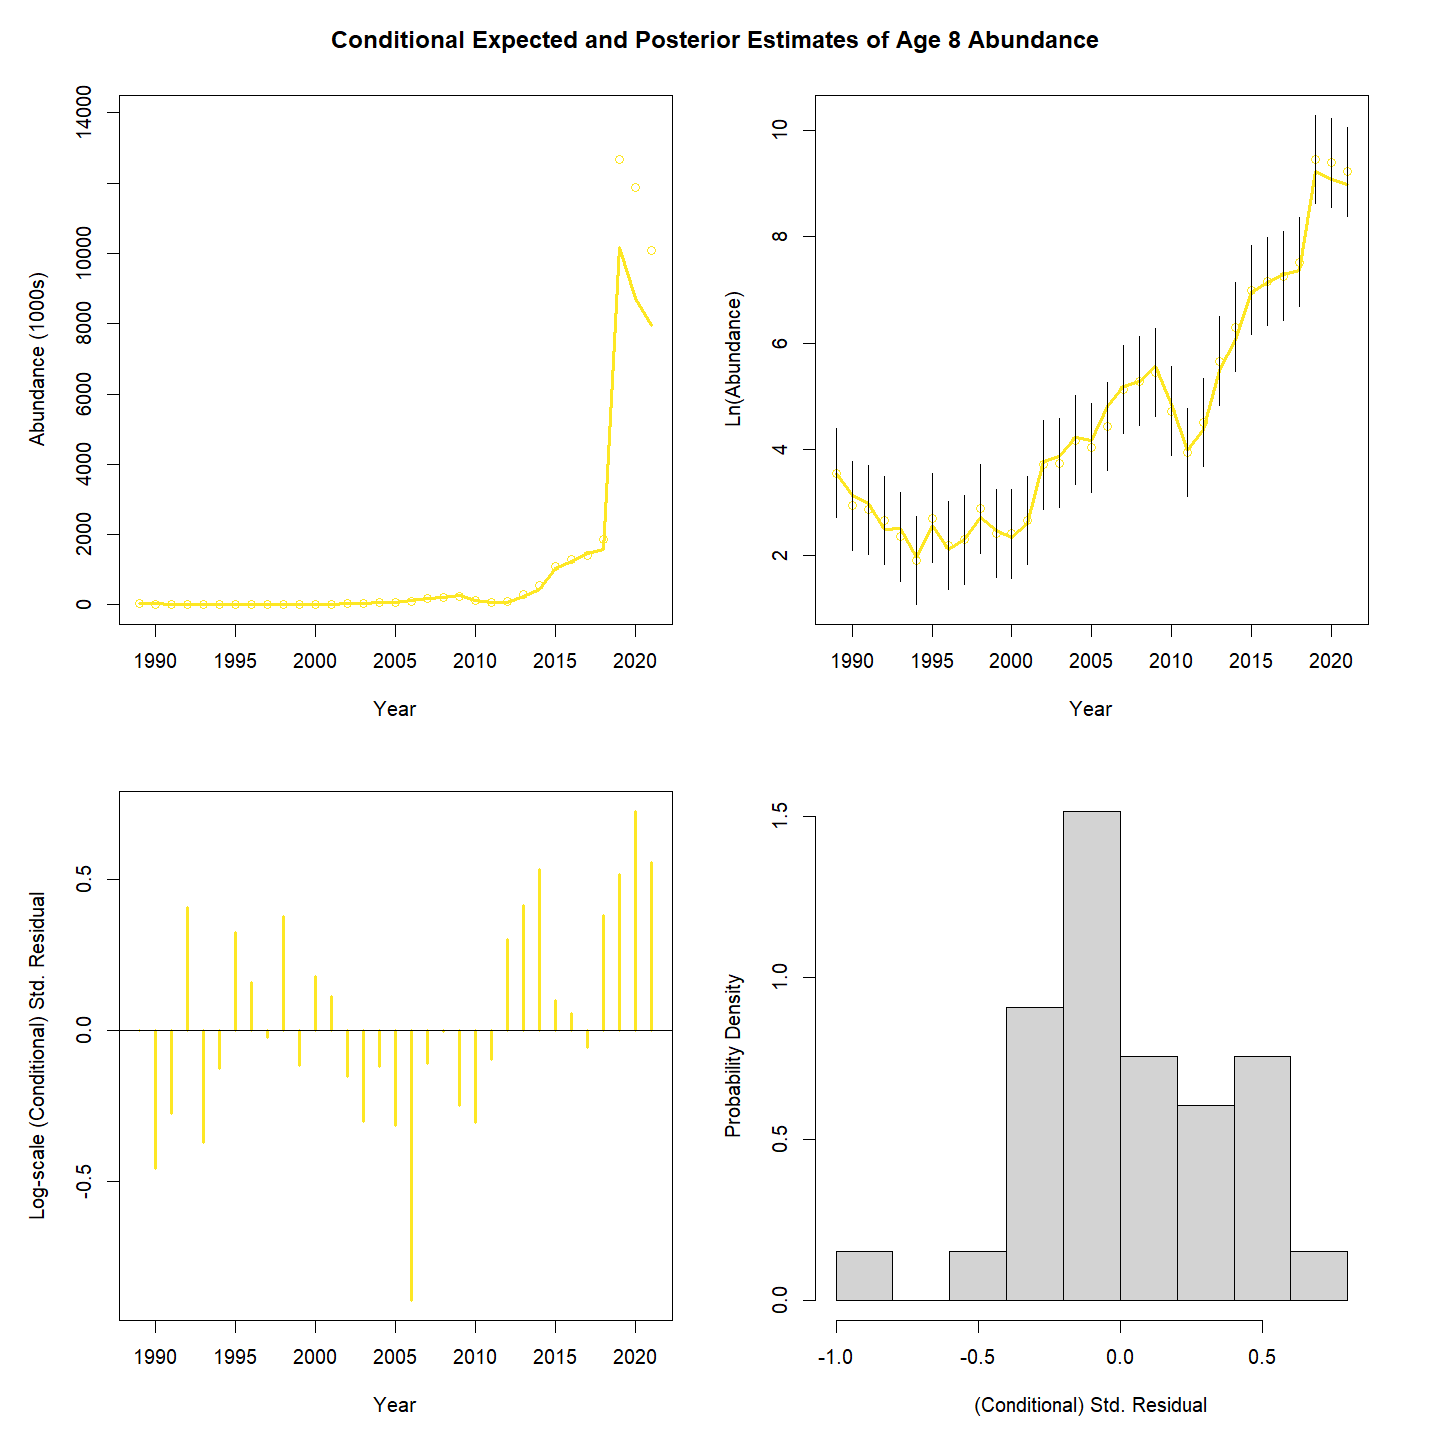 Conditional Expected and Posterior Estimates of Age 8 Abundance
Abundance (1000s)
14000
10000
8000
6000
4000
2000
0
1990 1995 2000 2005 2010 2015 2020
Year
Ln(Abundance)
10
8
6
4
2
1990 1995 2000 2005 2010 2015 2020
Year
Log-scale (Conditional) Std. Residual
0.5
0.0
-0.5
1990 1995 2000 2005 2010 2015 2020
Year
Probability Density
1.5
1.0
0.5
0.0
-1.0 -0.5 0.0 0.5
(Conditional) Std. Residual